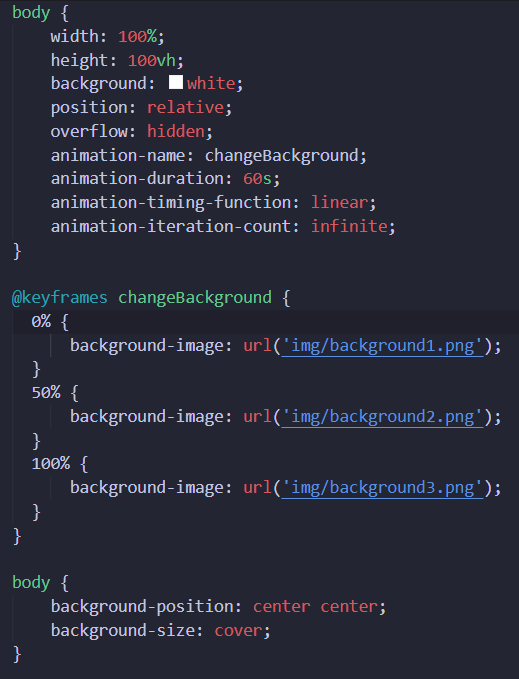 body {
    width: 100%;
    height: 100vh;
    background: white;
    position: relative;
    overflow: hidden;
    animation-name: changeBackground;
    animation-duration: 60s;
    animation-timing-function: linear;
    animation-iteration-count: infinite;
}

@keyframes changeBackground {
  0% {
      background-image: url('img/background1.png');
  }
  50% {
      background-image: url('img/background2.png');
  }
  100% {
      background-image: url('img/background3.png');
  }
}

body {
    background-position: center center;
    background-size: cover;
}